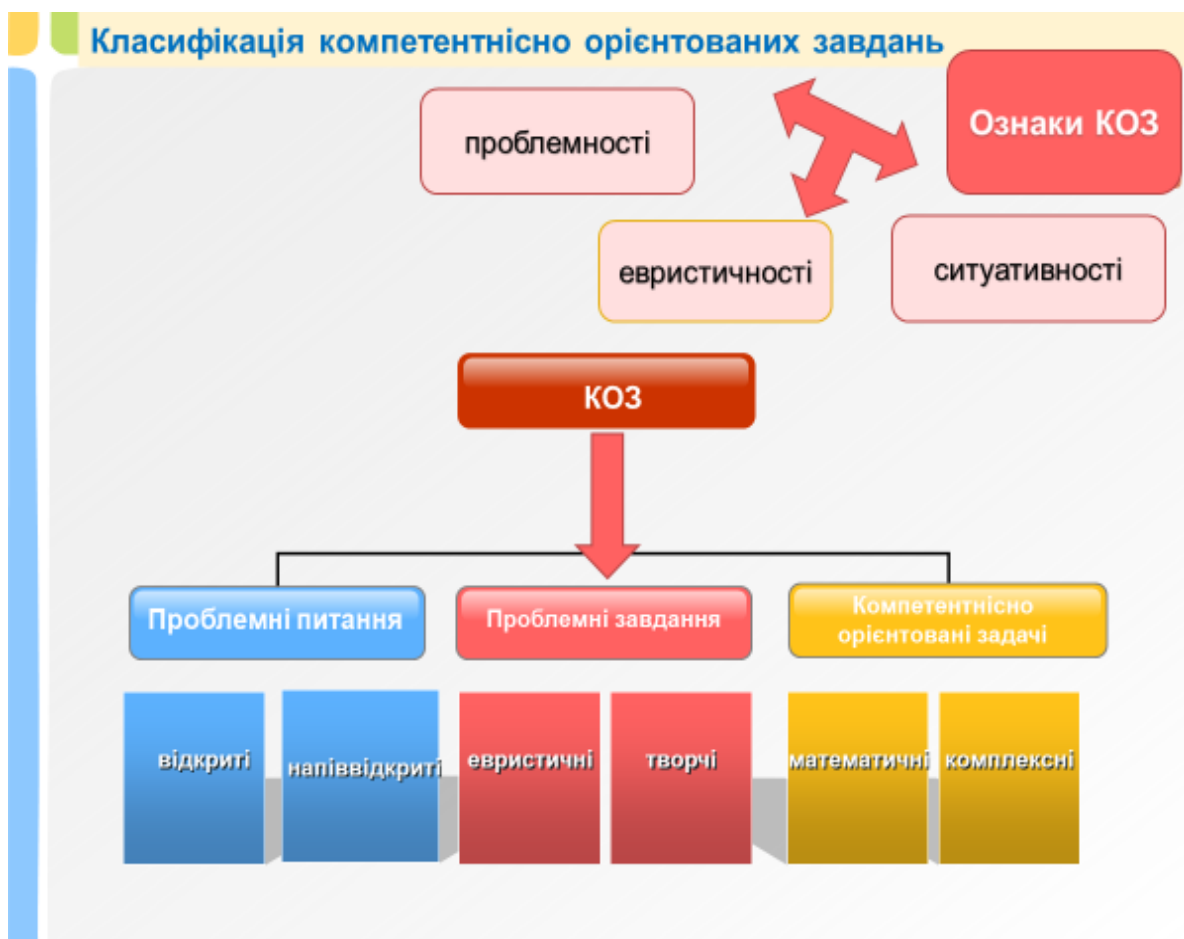 Класифікація компетентнісно орієнтованих завдань
Ознаки КОЗ
проблемності
евристичності
ситуативності
КОЗ
Проблемні питання
Проблемні завдання
Компетентнісно
орієнтовані задачі
відкриті
напіввідкриті
евристичні
творчі
математичні
комплексні